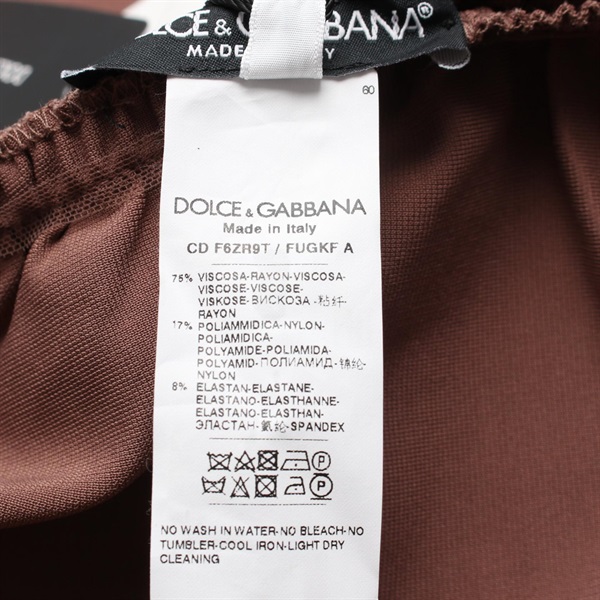 DOLCE & GABBANA®
MADE
60
DOLCE & GABBANA
Made in Italy
CD F6ZR9T / FUGKF A
75% VISCOSA-RAYON-VISCOSA-
VISCOSE-VISCOSE-
VISKOSE-ВИСКОЗА-粘纤-
RAYON
17% POLIAMMIDICA-NYLON-
POLIAMIDICA-
POLYAMIDE-POLIAMIDA-
POLYAMID-ПОЛИАМИД-锦纶-
NYLON
8% ELASTAN-ELASTANE-
ELASTANO-ELASTHANNE-
ELASTANO-ELASTHAN-
ЭЛАСТАН-氨纶-SPANDEX
P
P
NO WASH IN WATER-NO BLEACH-NO
TUMBLER-COOL IRON-LIGHT DRY
CLEANING